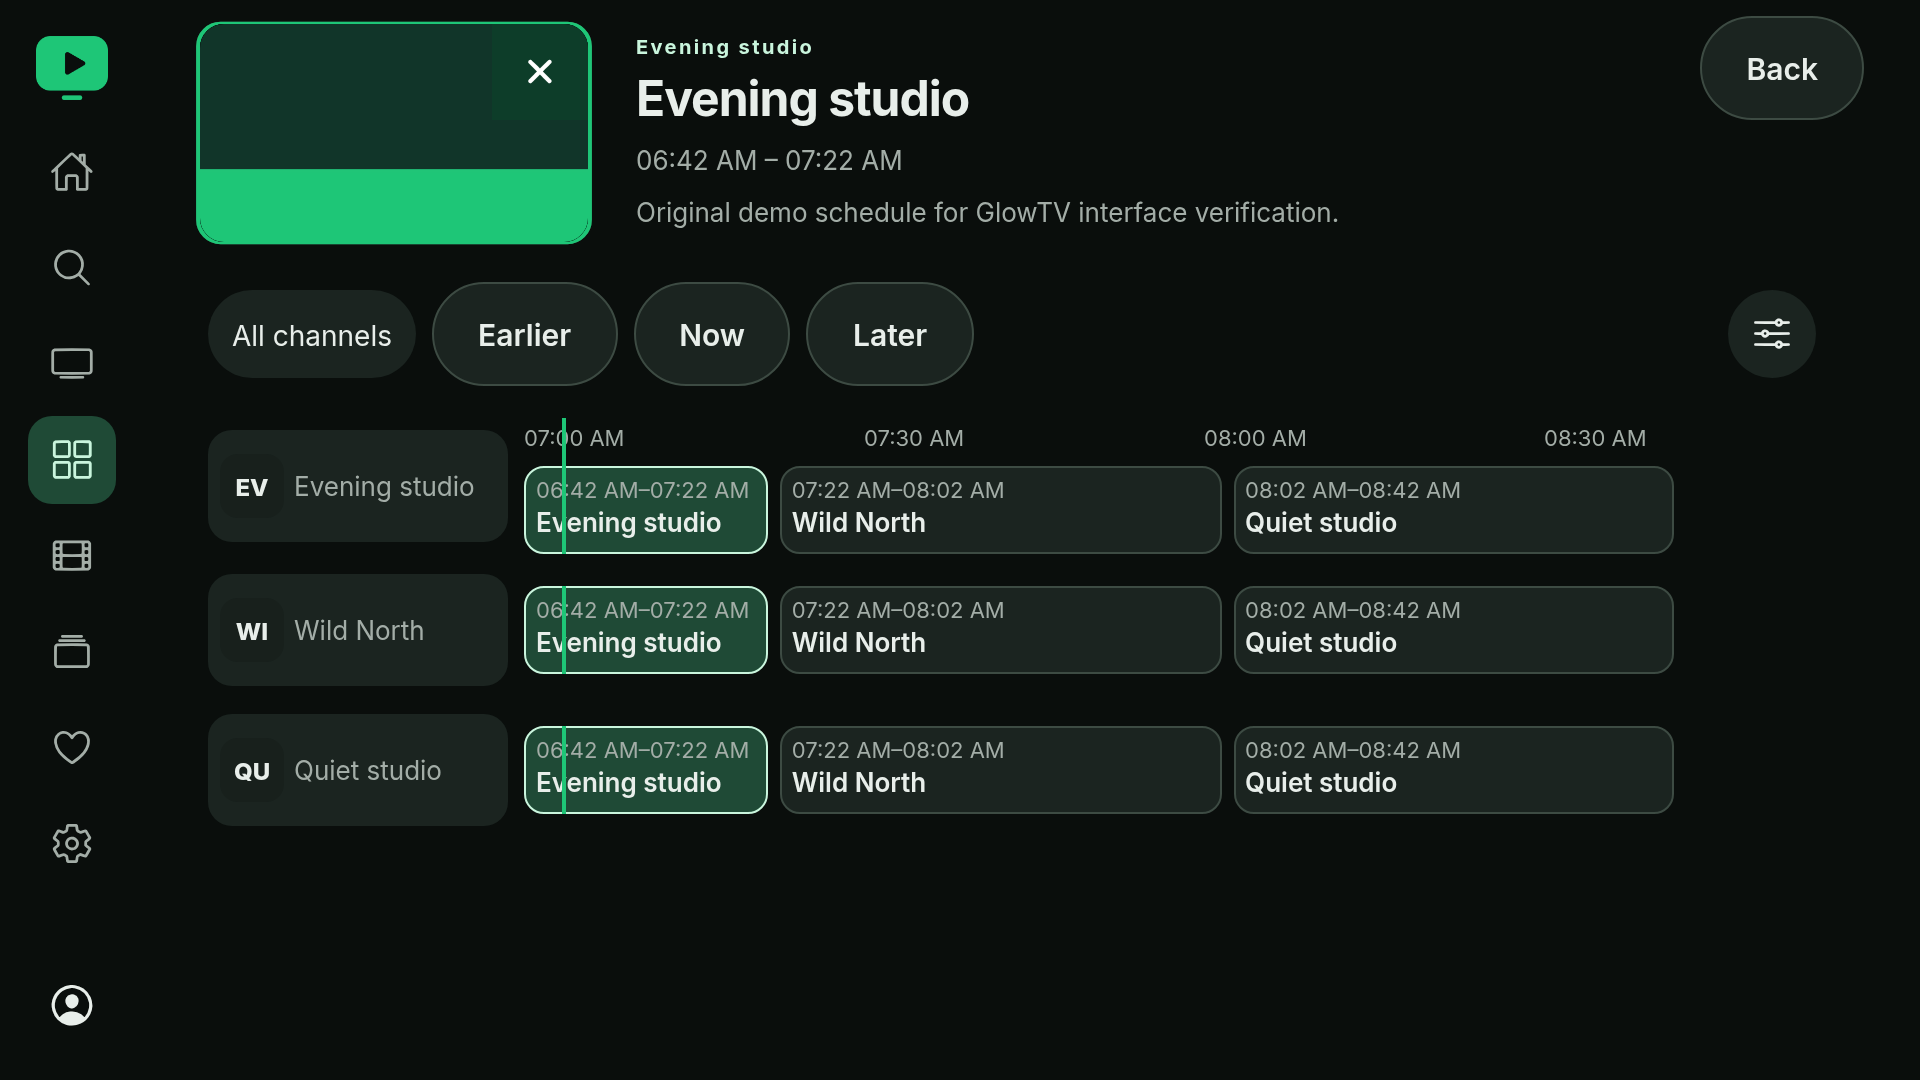 Evening studio
Evening studio
06:42 AM – 07:22 AM
Original demo schedule for GlowTV interface verification.
Back
All channels
Earlier
Now
Later
07:00 AM
07:30 AM
08:00 AM
08:30 AM
EV
Evening studio
06:42 AM–07:22 AM
Evening studio
07:22 AM–08:02 AM
Wild North
08:02 AM–08:42 AM
Quiet studio
WI
Wild North
06:42 AM–07:22 AM
Evening studio
07:22 AM–08:02 AM
Wild North
08:02 AM–08:42 AM
Quiet studio
QU
Quiet studio
06:42 AM–07:22 AM
Evening studio
07:22 AM–08:02 AM
Wild North
08:02 AM–08:42 AM
Quiet studio